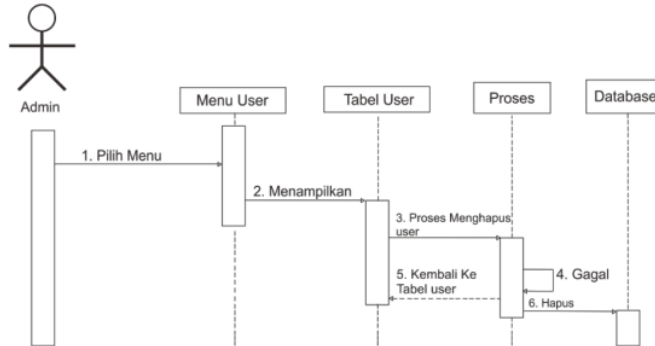 Admin
Menu User
Tabel User
Proses
Database
1. Pilih Menu
2. Menampilkan
3. Proses Menghapus
user
4. Gagal
5. Kembali Ke
Tabel user
6. Hapus